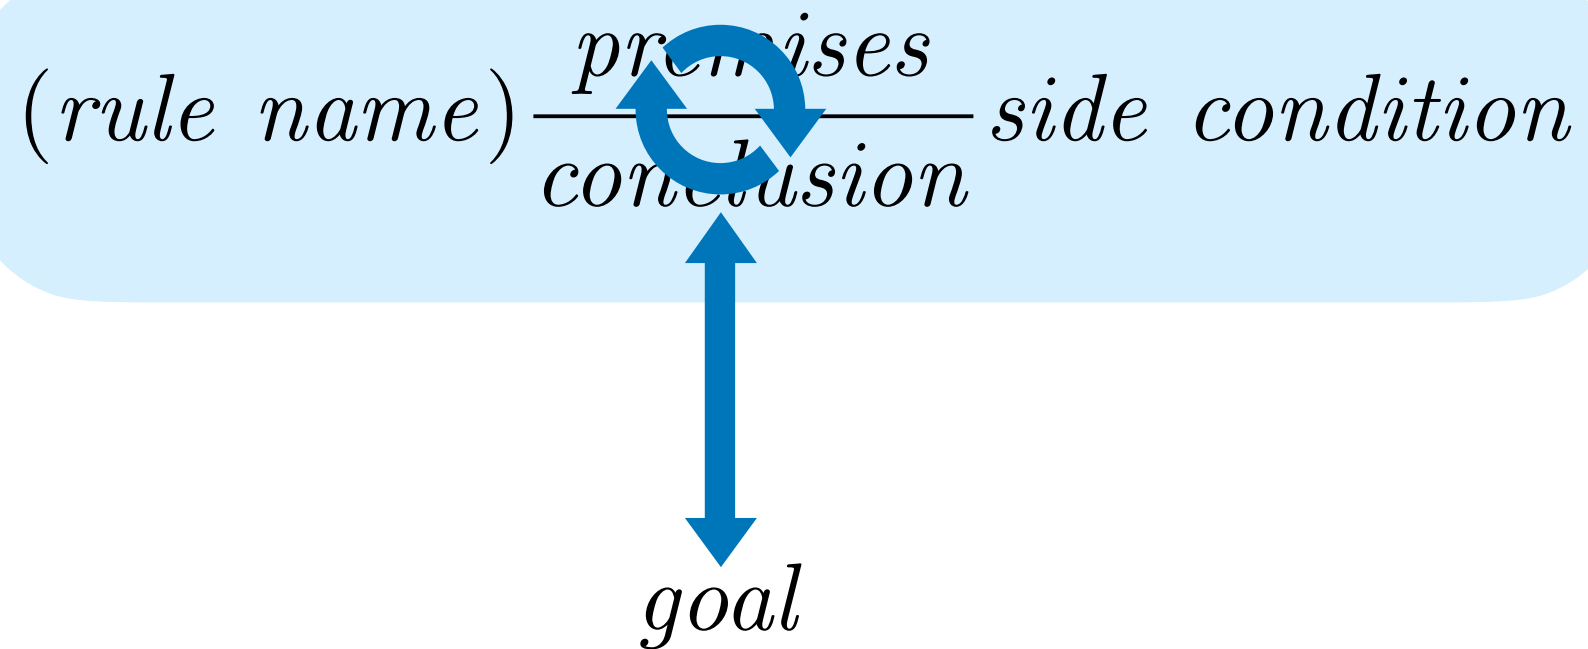 premises
(rule name) side condition
conclusion
goal